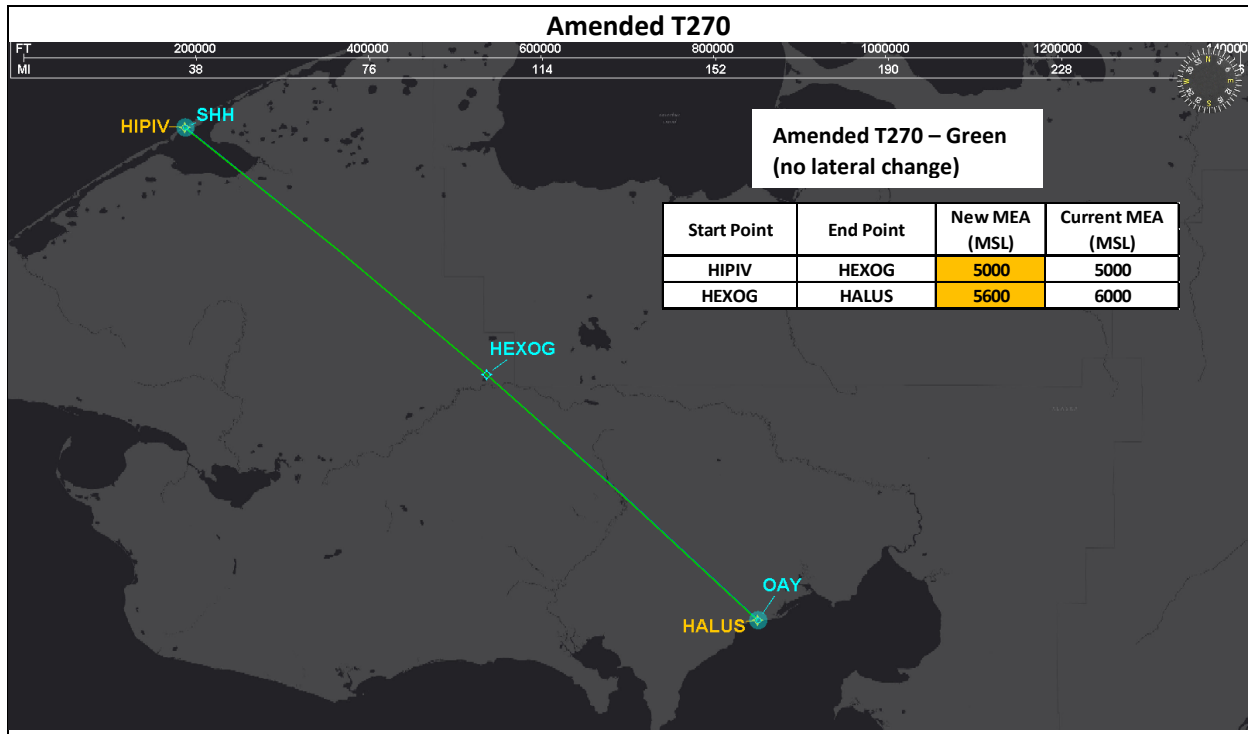 Amended T270
FT 200000 400000 600000 800000 1000000 1200000
MI 38 76 114 152 190 228
N
E
S
W
SHH
HIPIV
Amended T270 – Green
(no lateral change)
Start Point End Point New MEA (MSL) Current MEA (MSL)
HIPIV HEXOG 5000 5000
HEXOG HALUS 5600 6000
HEXOG
OAY
HALUS